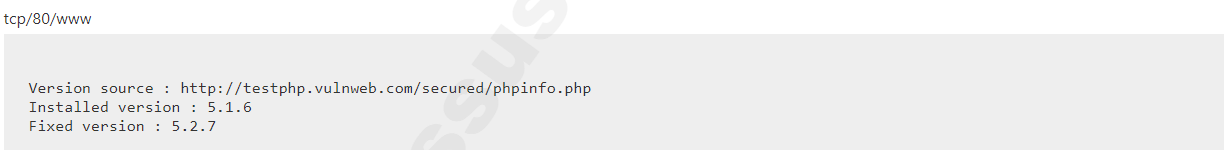 tcp/80/www
Version source : http://testphp.vulnweb.com/secured/phpinfo.php
Installed version : 5.1.6
Fixed version : 5.2.7